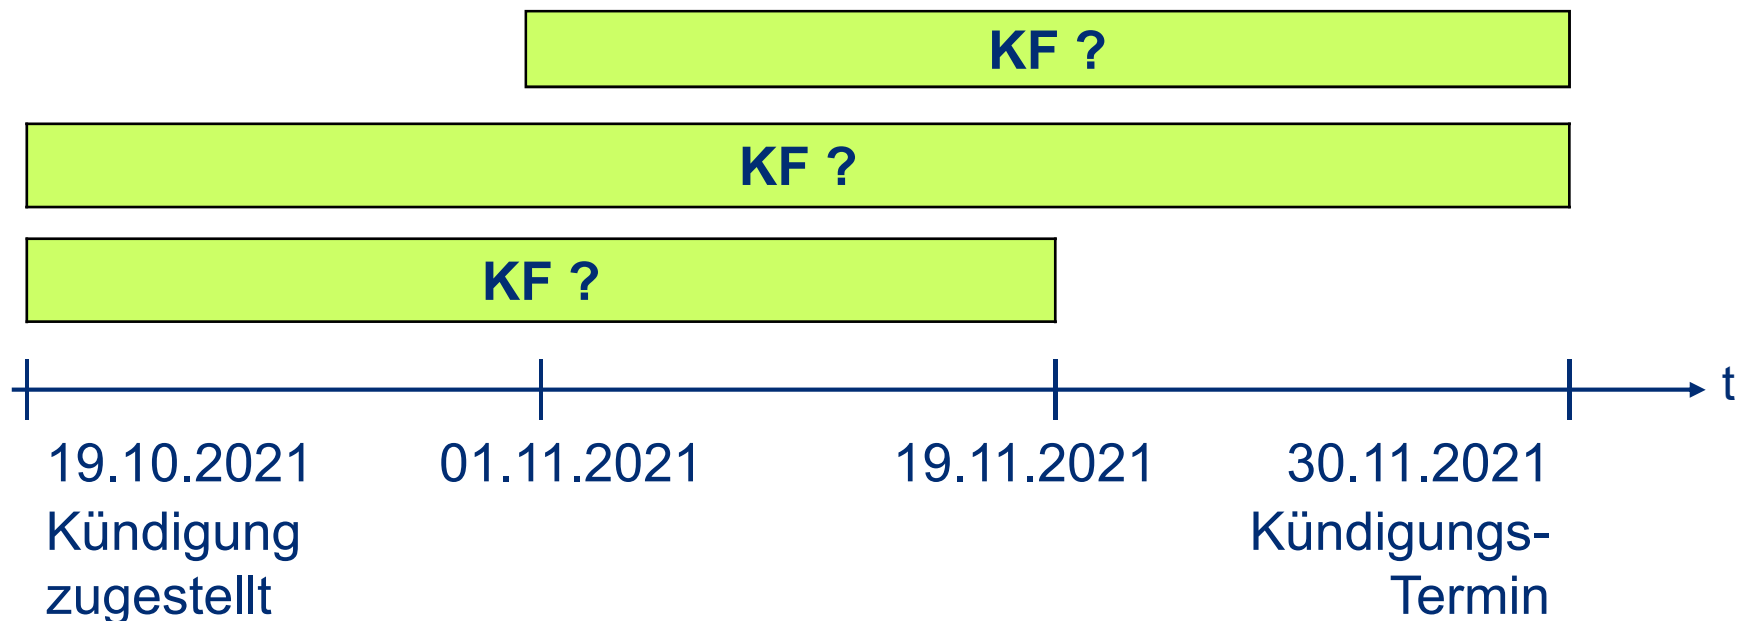 KF ?
KF ?
KF ?
t
19.10.2021 01.11.2021 19.11.2021 30.11.2021
Kündigung Kündigungs-
zugestellt Termin